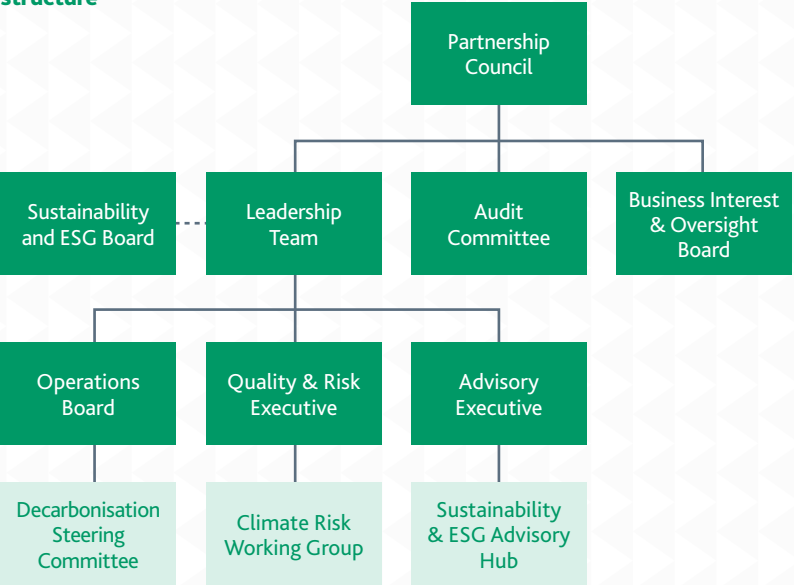 structure
Partnership
Council
Sustainability
and ESG Board
Leadership
Team
Audit
Committee
Business Interest
& Oversight
Board
Operations
Board
Quality & Risk
Executive
Advisory
Executive
Decarbonisation
Steering
Committee
Climate Risk
Working Group
Sustainability
& ESG Advisory
Hub